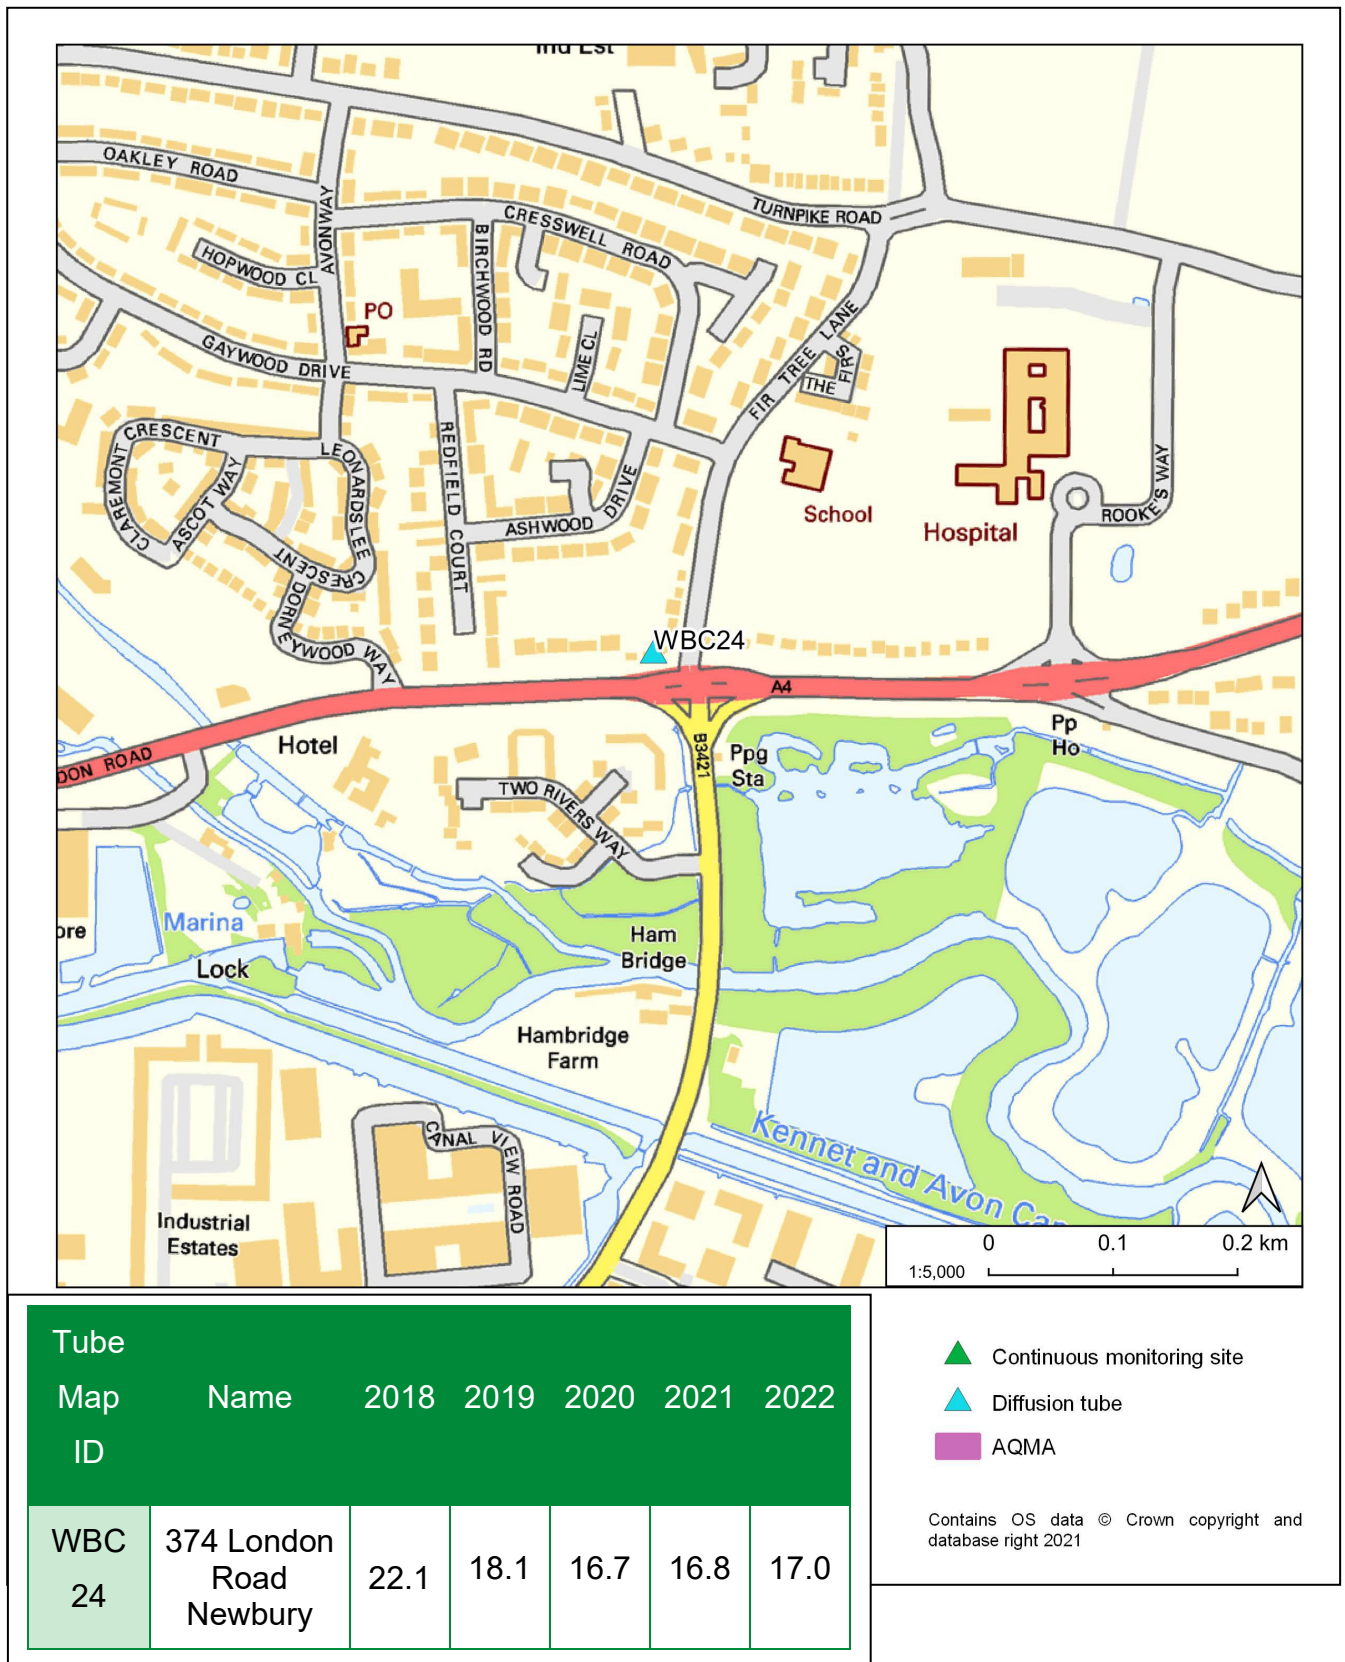 Ind Est
OAKLEY ROAD
AVONWAY
TURNPIKE ROAD
CRESSWELL ROAD
BIRCHWOOD RD
HOPWOOD CL
PO
GAYWOOD DRIVE
LIME CL
FIR TREE LANE
THE FIRS
CRESCENT
CLAREMONT
ASCOT WAY
LEONARDSLEE
CRESCENT
REDFIELD COURT
ASHWOOD DRIVE
School
Hospital
ROOKE'S WAY
DORNEYWOOD WAY
WBC24
A4
DON ROAD
Hotel
B3421
Ppg
Sta
Pp
Ho
TWO RIVERS WAY
Marina
ore
Lock
Ham
Bridge
Hambridge
Farm
CANAL VIEW ROAD
Kennet and Avon Can
Industrial
Estates
0 0.1 0.2 km
1:5,000
Tube
Map
ID
Name
2018 2019 2020 2021 2022
WBC
24
374 London
Road
Newbury
22.1 18.1 16.7 16.8 17.0
Continuous monitoring site
Diffusion tube
AQMA
Contains OS data © Crown copyright and
database right 2021